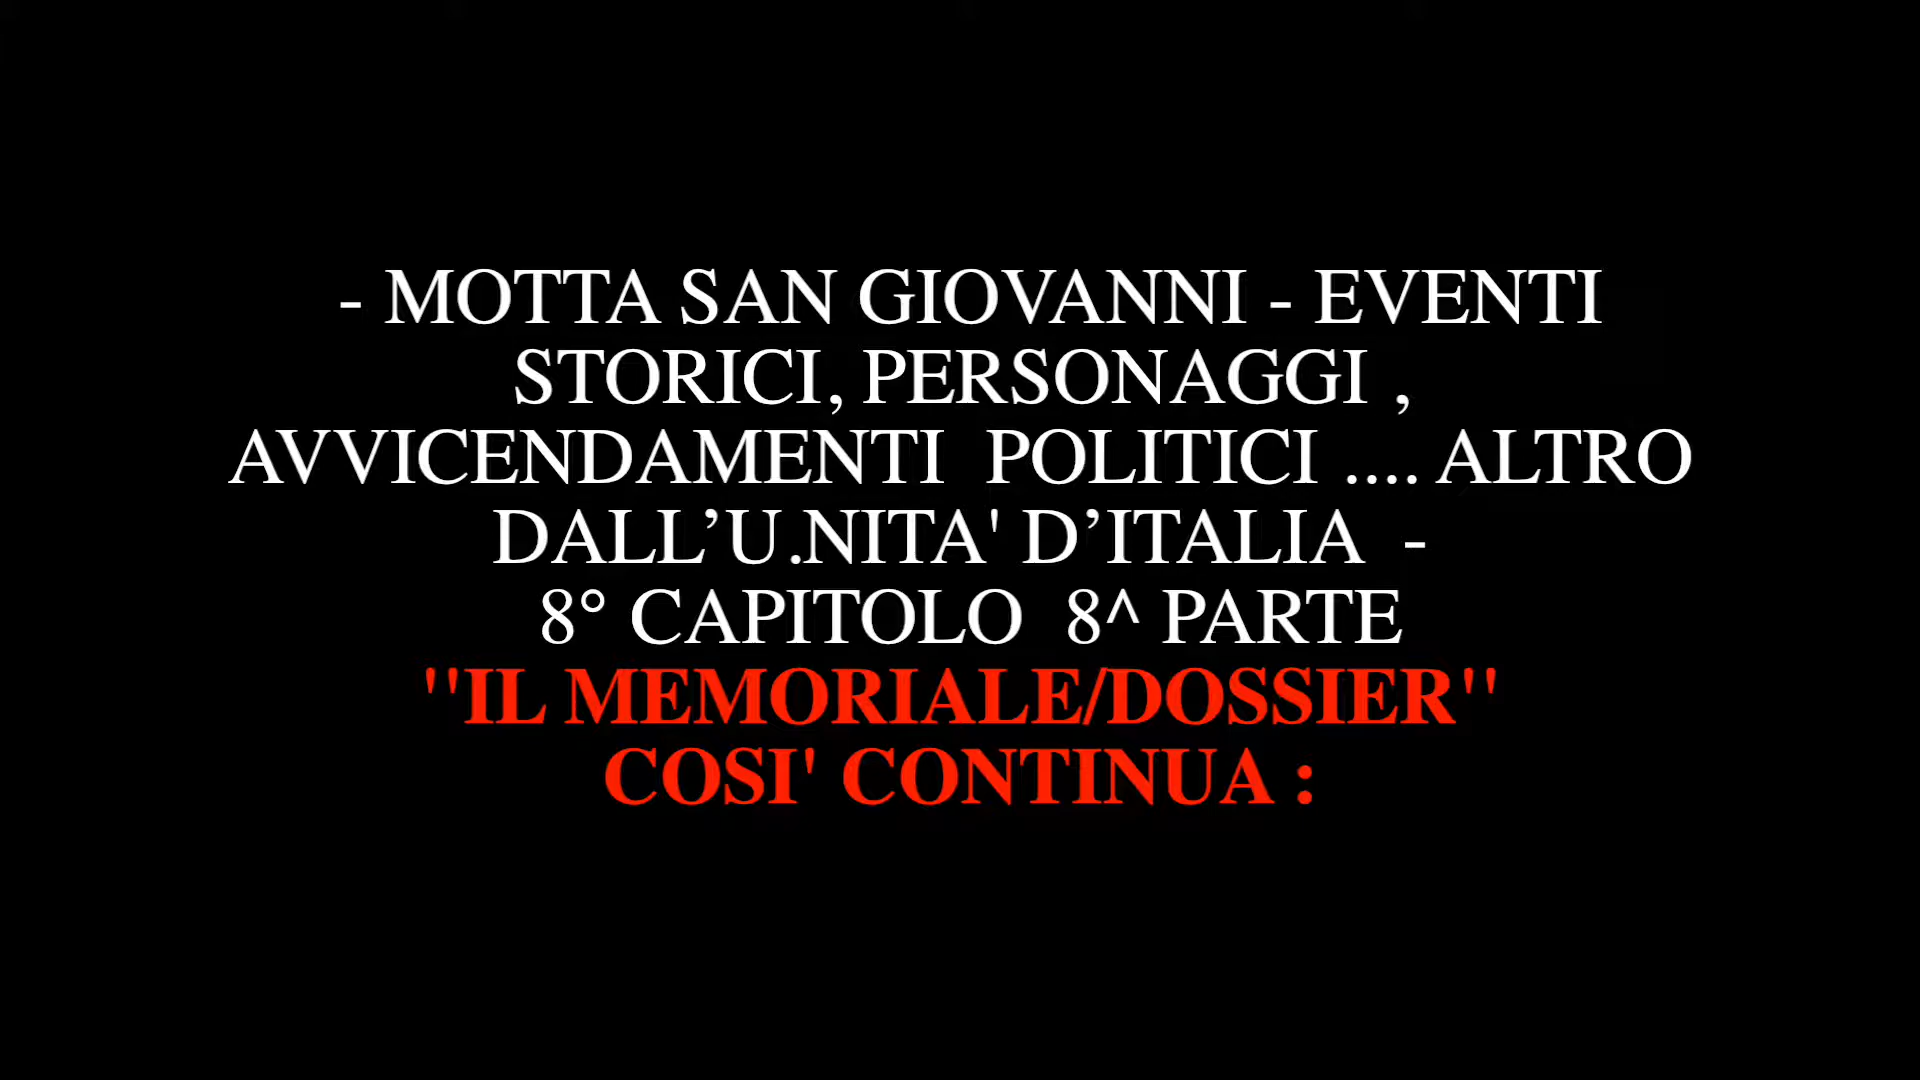 - MOTTA SAN GIOVANNI - EVENTI
STORICI, PERSONAGGI ,
AVVICENDAMENTI  POLITICI .... ALTRO
DALL’U.NITA' D’ITALIA  -
8° CAPITOLO  8^ PARTE
''IL MEMORIALE/DOSSIER''
COSI' CONTINUA :